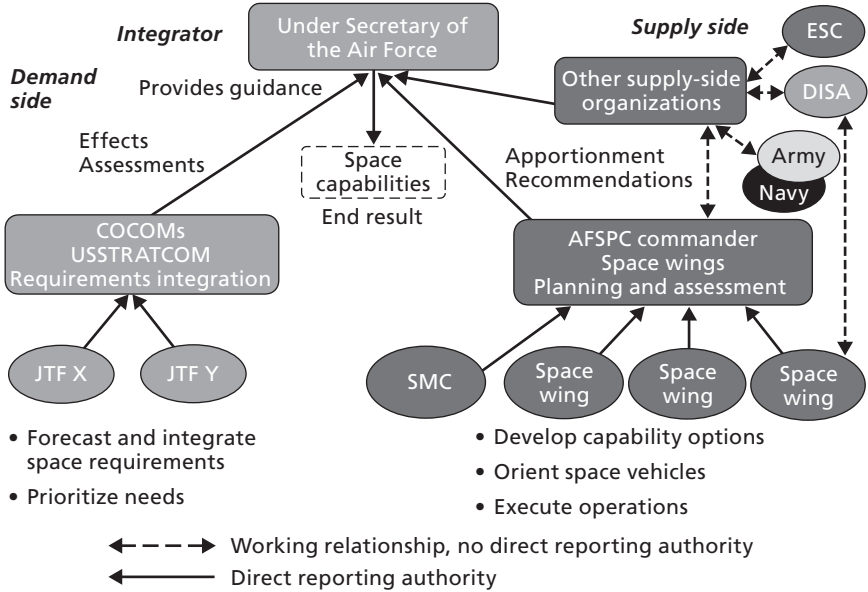 Integrator
Under Secretary of
the Air Force
Supply side
ESC
Demand
side
Provides guidance
Other supply-side
organizations
DISA
Effects
Assessments
Space
capabilities
End result
Apportionment
Recommendations
Army
Navy
COCOMs
USSTRATCOM
Requirements integration
AFSPC commander
Space wings
Planning and assessment
JTF X
JTF Y
SMC
Space
wing
Space
wing
Space
wing
• Forecast and integrate
space requirements
• Prioritize needs
• Develop capability options
• Orient space vehicles
• Execute operations
Working relationship, no direct reporting authority
Direct reporting authority